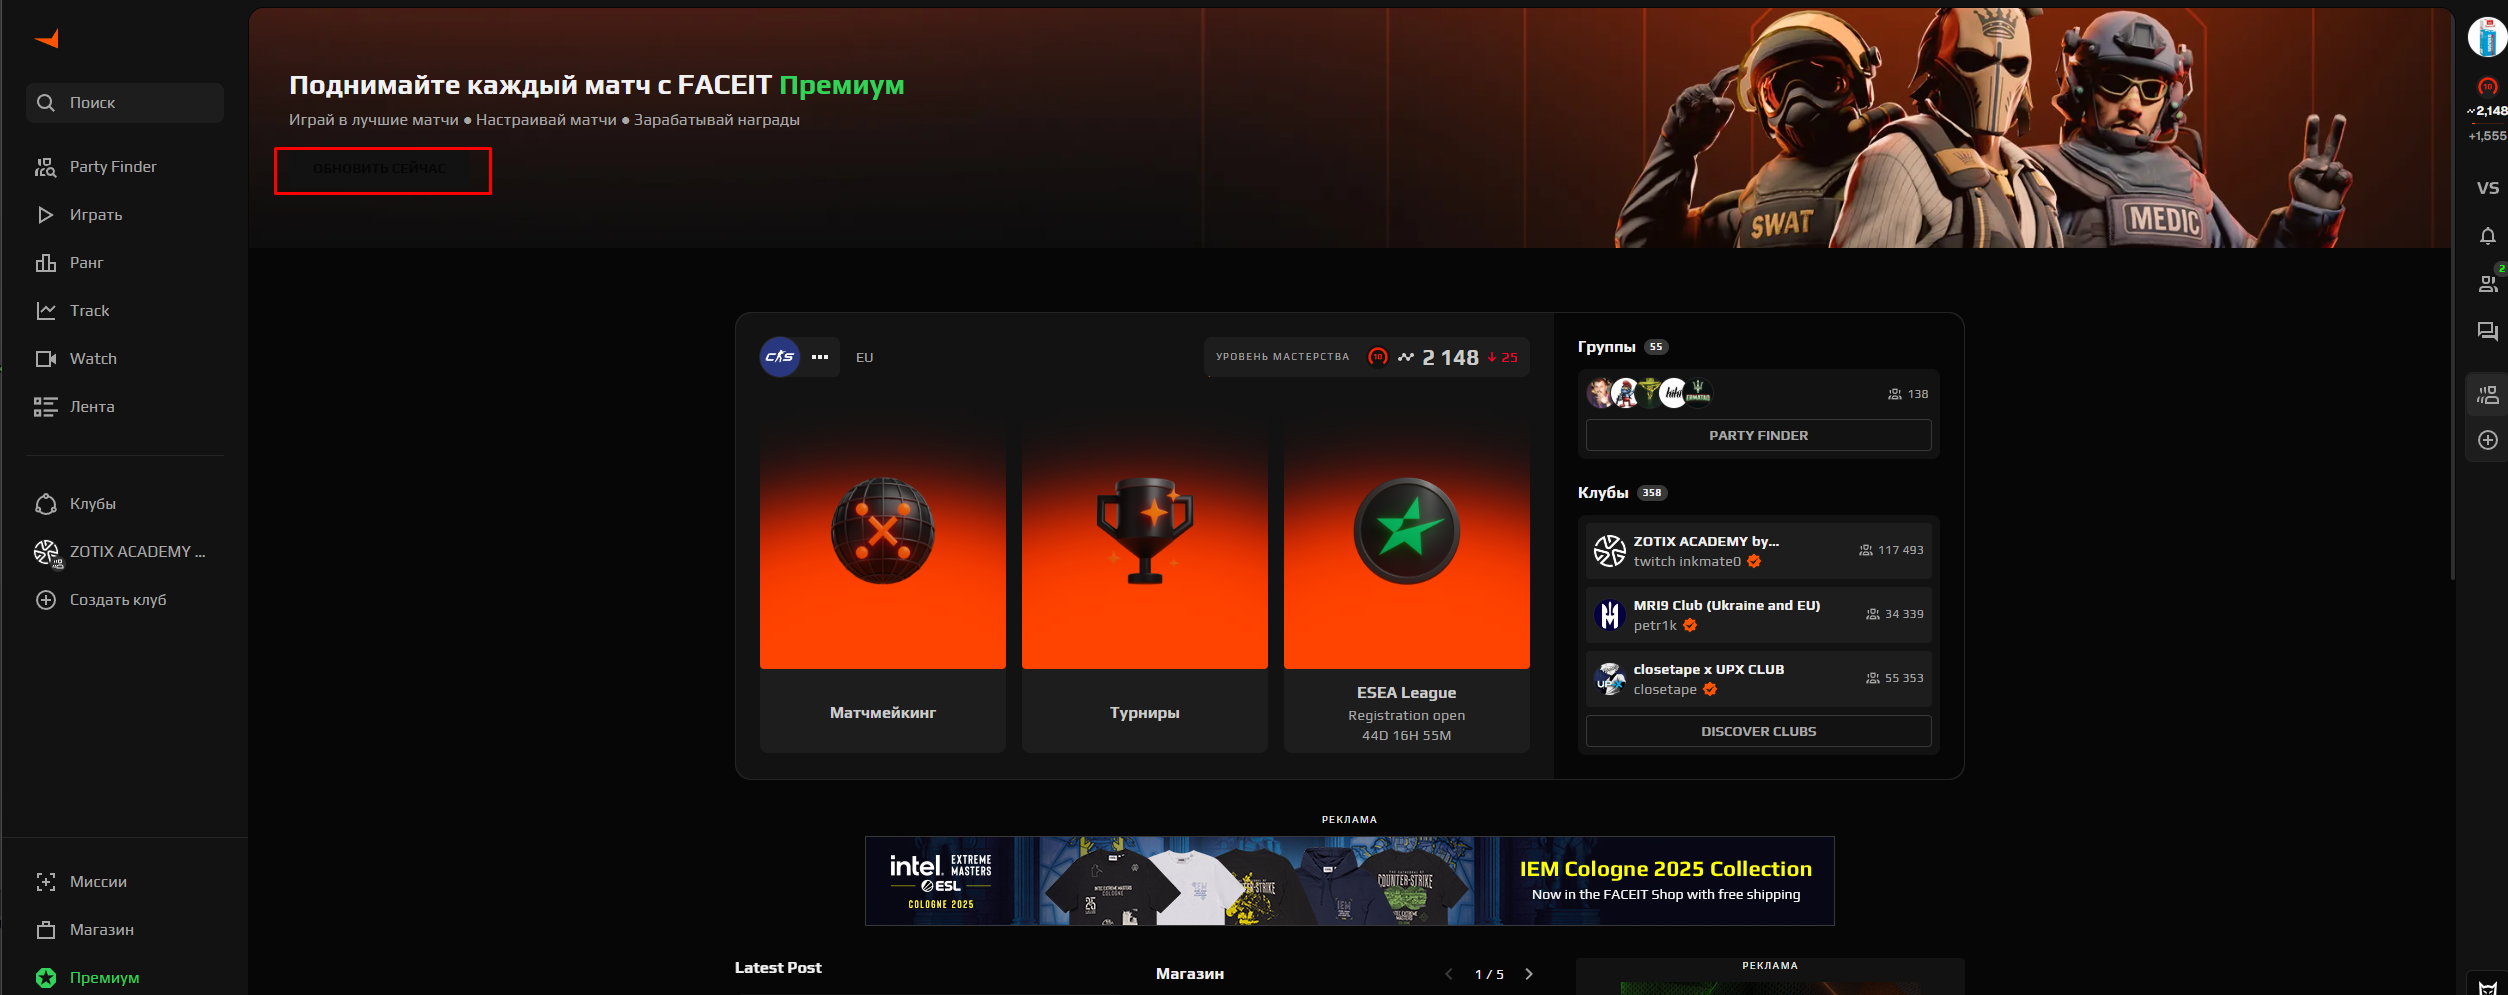 Поиск
Party Finder
Играть
Ранг
Track
Watch
Лента
Клубы
ZOTIX ACADEMY ...
Создать клуб
Миссии
Магазин
Премиум
Поднимайте каждый матч с FACEIT Премиум
Играй в лучшие матчи ● Настраивай матчи ● Зарабатывай награды
ОБНОВИТЬ СЕЙЧАС
SWAT
MEDIC
CS
EU
УРОВЕНЬ МАСТЕРСТВА 10 2 148 25
Матчмейкинг
Турниры
ESEA League
Registration open
44D 16H 55M
Группы 55
138
PARTY FINDER
Клубы 358
ZOTIX ACADEMY by...
twitch inkmate0
117 493
MRI9 Club (Ukraine and EU)
petr1k
34 339
closetape x UPX CLUB
closetape
55 353
DISCOVER CLUBS
РЕКЛАМА
intel EXTREME
MASTERS
ESL
COLOGNE 2025
IEM Cologne 2025 Collection
Now in the FACEIT Shop with free shipping
Latest Post
Магазин
1 / 5
РЕКЛАМА
10
2,148
+1,555
VS
2